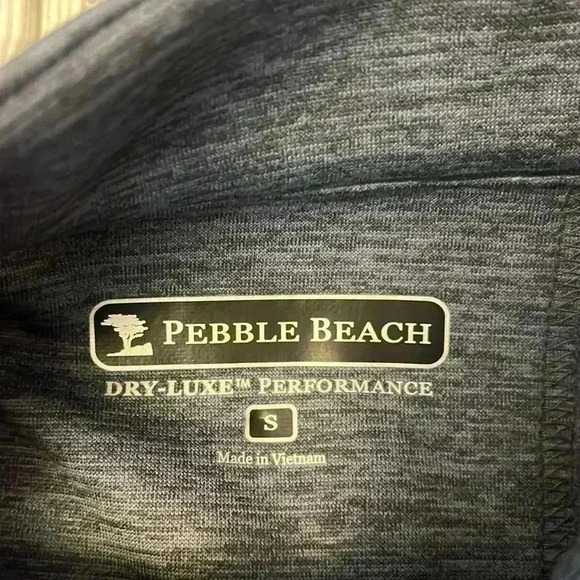 PEBBLE BEACH
DRY-LUXE™ PERFORMANCE
S
Made in Vietnam